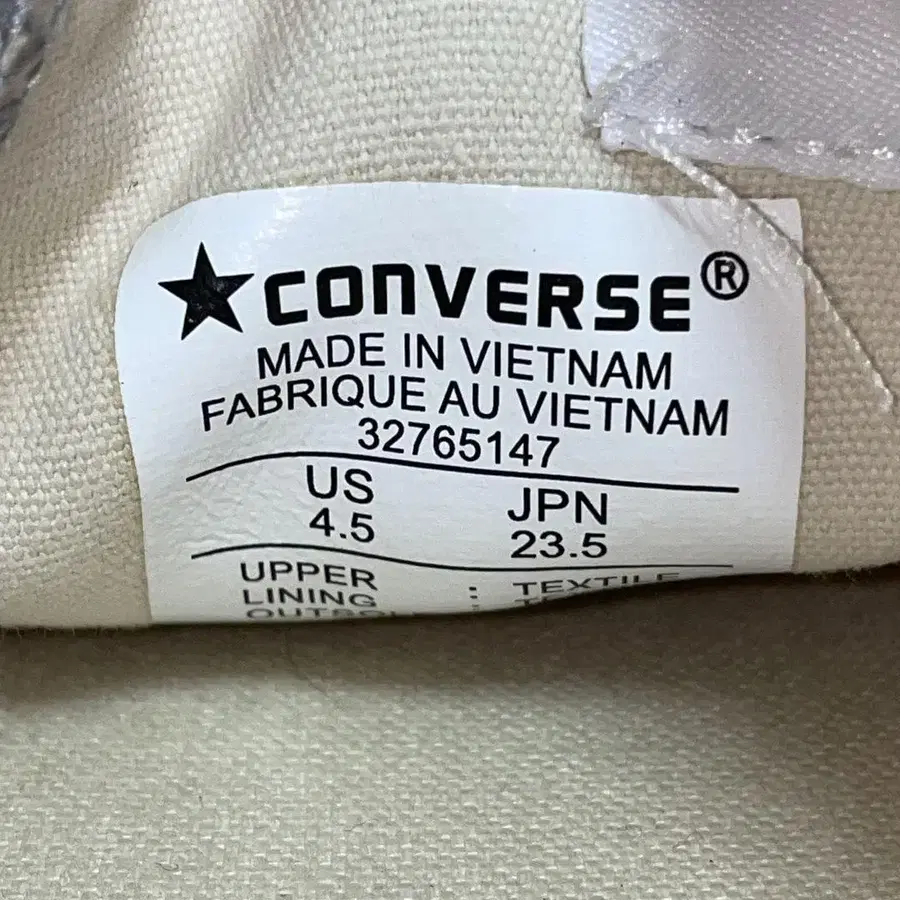 CONVERSE®
MADE IN VIETNAM
FABRIQUE AU VIETNAM
32765147
US JPN
4.5 23.5
UPPER : TEXTILE
LINING :